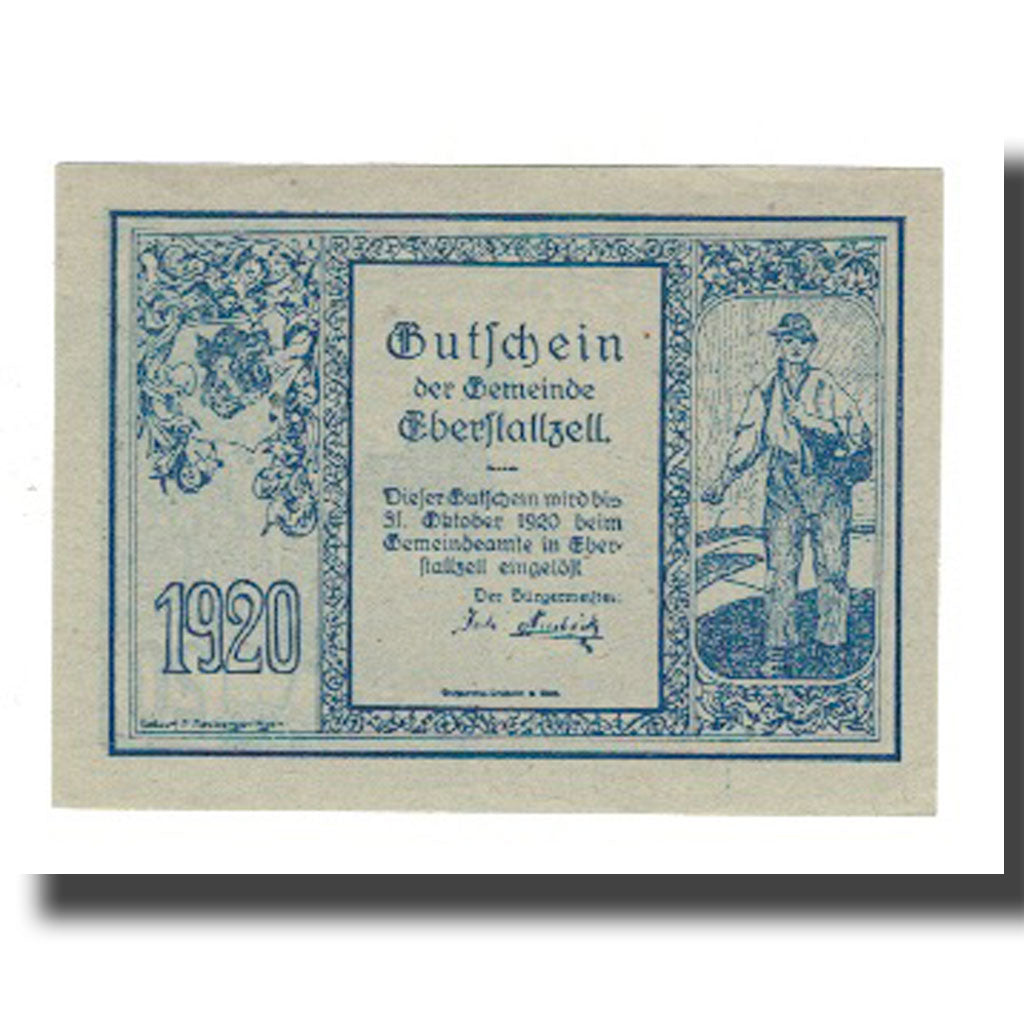 Gutschein
der Gemeinde
Eberstallzell.
Dieser Gutschein wird bis
31. Oktober 1920 beim
Gemeindeamte in Eber-
stallzell eingelöst
Der Bürgermeister:
1920
Entwurf